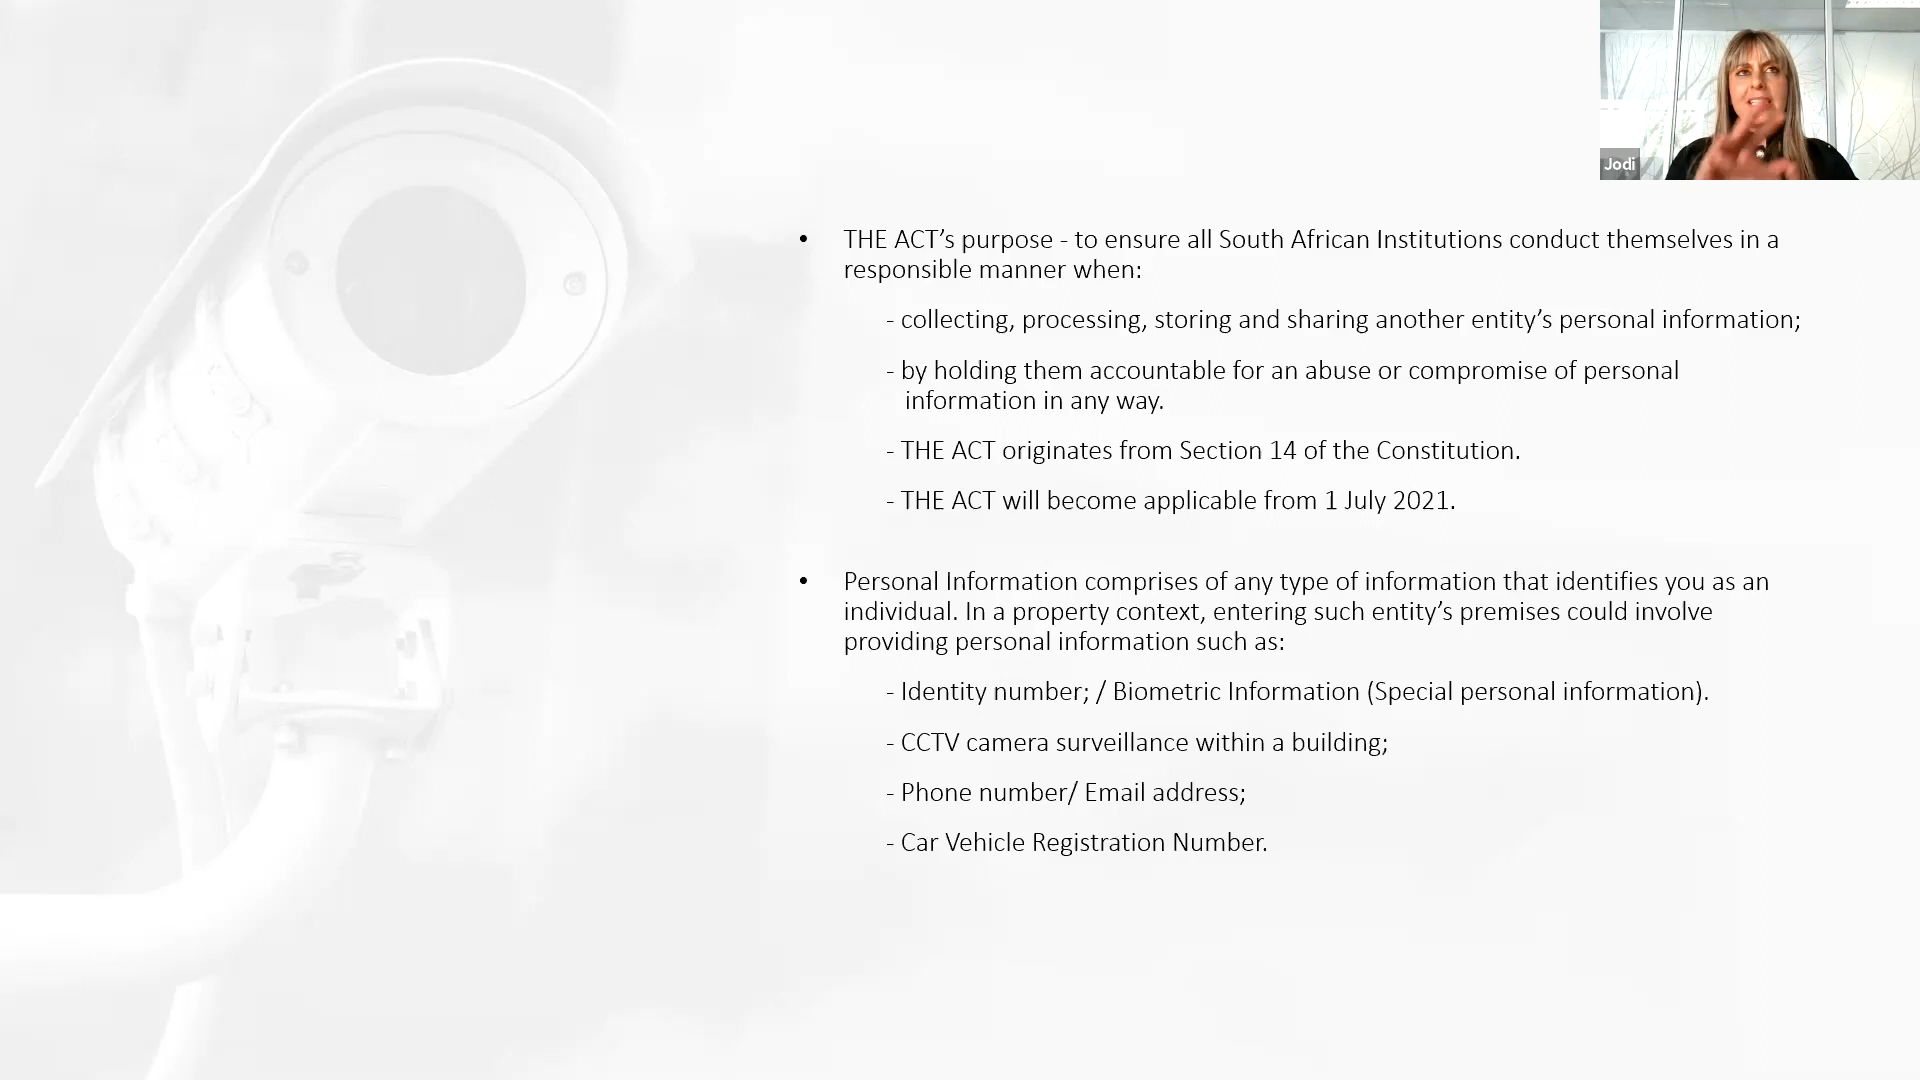 Jodi
• THE ACT’s purpose - to ensure all South African Institutions conduct themselves in a
responsible manner when:
- collecting, processing, storing and sharing another entity’s personal information;
- by holding them accountable for an abuse or compromise of personal
information in any way.
- THE ACT originates from Section 14 of the Constitution.
- THE ACT will become applicable from 1 July 2021.
• Personal Information comprises of any type of information that identifies you as an
individual. In a property context, entering such entity’s premises could involve
providing personal information such as:
- Identity number; / Biometric Information (Special personal information).
- CCTV camera surveillance within a building;
- Phone number/ Email address;
- Car Vehicle Registration Number.